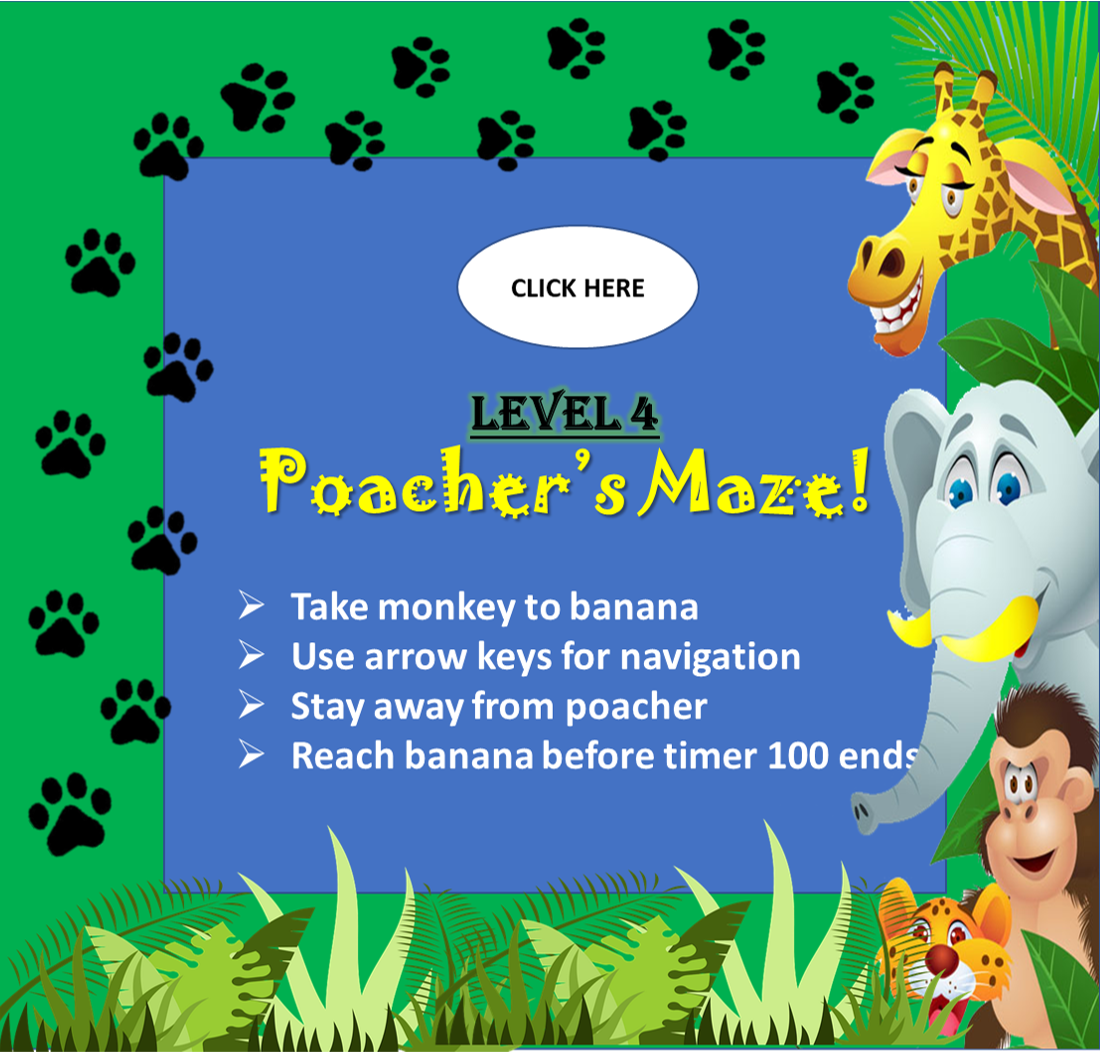 CLICK HERE
LEVEL 4
Poacher's Maze!
Take monkey to banana
Use arrow keys for navigation
Stay away from poacher
Reach banana before timer 100 ends